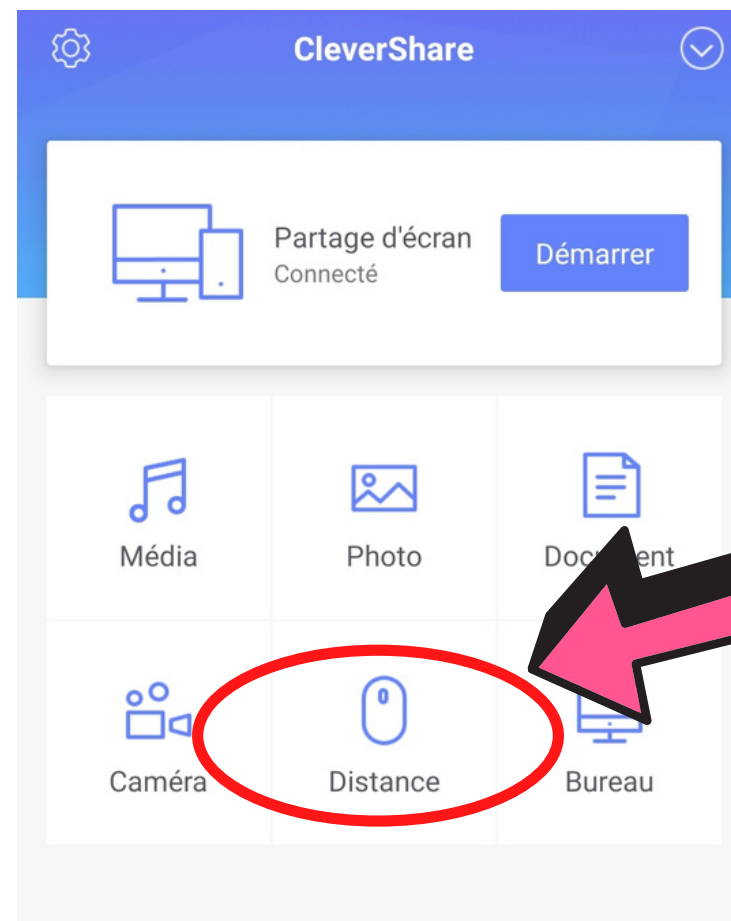 CleverShare
Partage d'écran
Connecté
Démarrer
Média
Photo
Caméra
Distance
Bureau